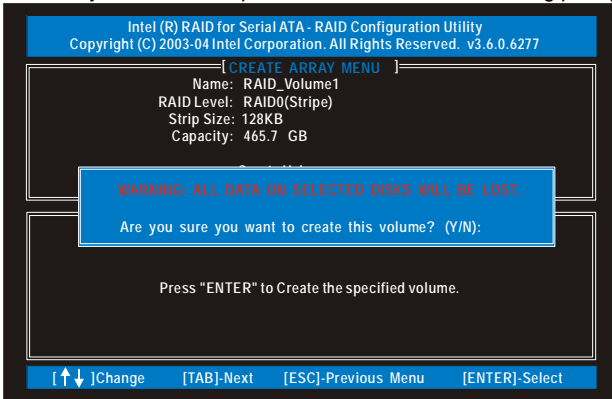 Intel (R) RAID for Serial ATA - RAID Configuration Utility
Copyright (C) 2003-04 Intel Corporation. All Rights Reserved. v3.6.0.6277
[ CREATE ARRAY MENU ]
Name: RAID_Volume1
RAID Level: RAID0(Stripe)
Strip Size: 128KB
Capacity: 465.7 GB
WARNING: ALL DATA ON SELECTED DISKS WILL BE LOST.
Are you sure you want to create this volume? (Y/N):
Press "ENTER" to Create the specified volume.
[↑↓]Change [TAB]-Next [ESC]-Previous Menu [ENTER]-Select